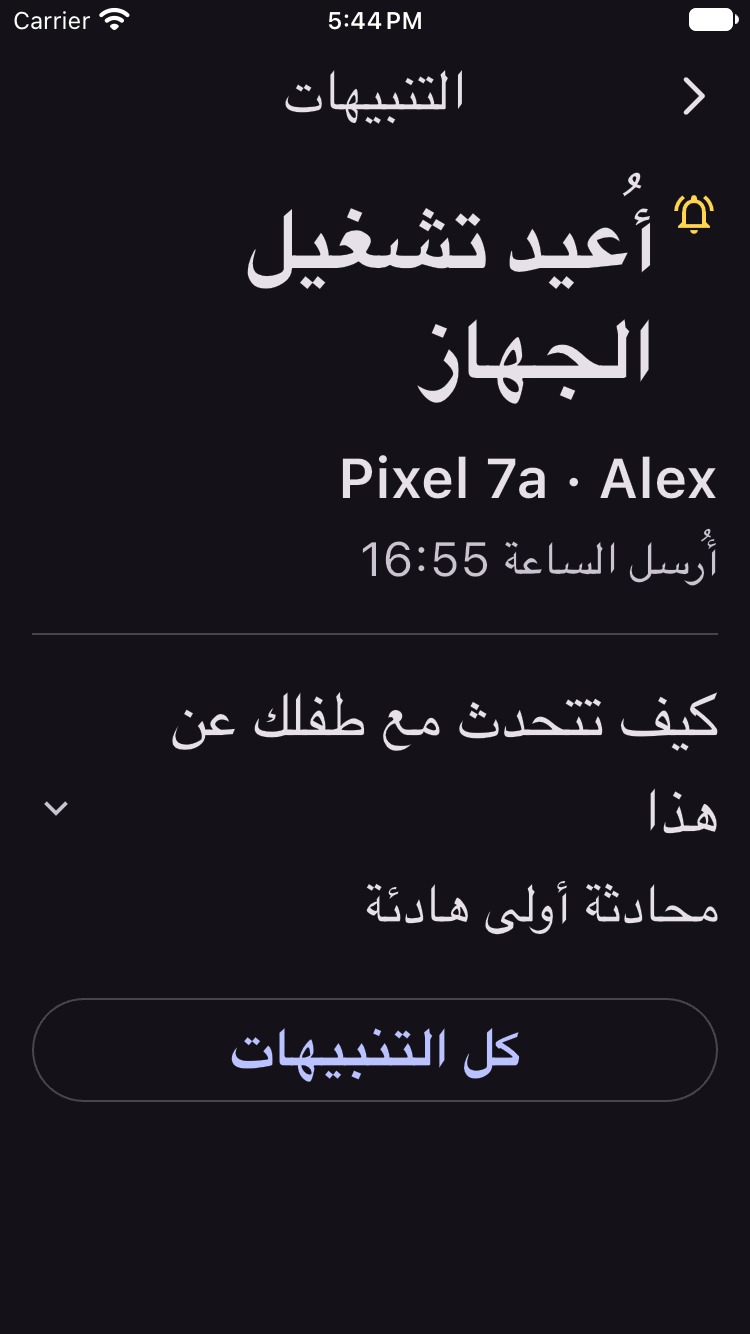 Carrier 5:44 PM
التنبيهات
أُعيد تشغيل
الجهاز
Pixel 7a · Alex
أُرسل الساعة 16:55
كيف تتحدث مع طفلك عن
هذا
محادثة أولى هادئة
كل التنبيهات